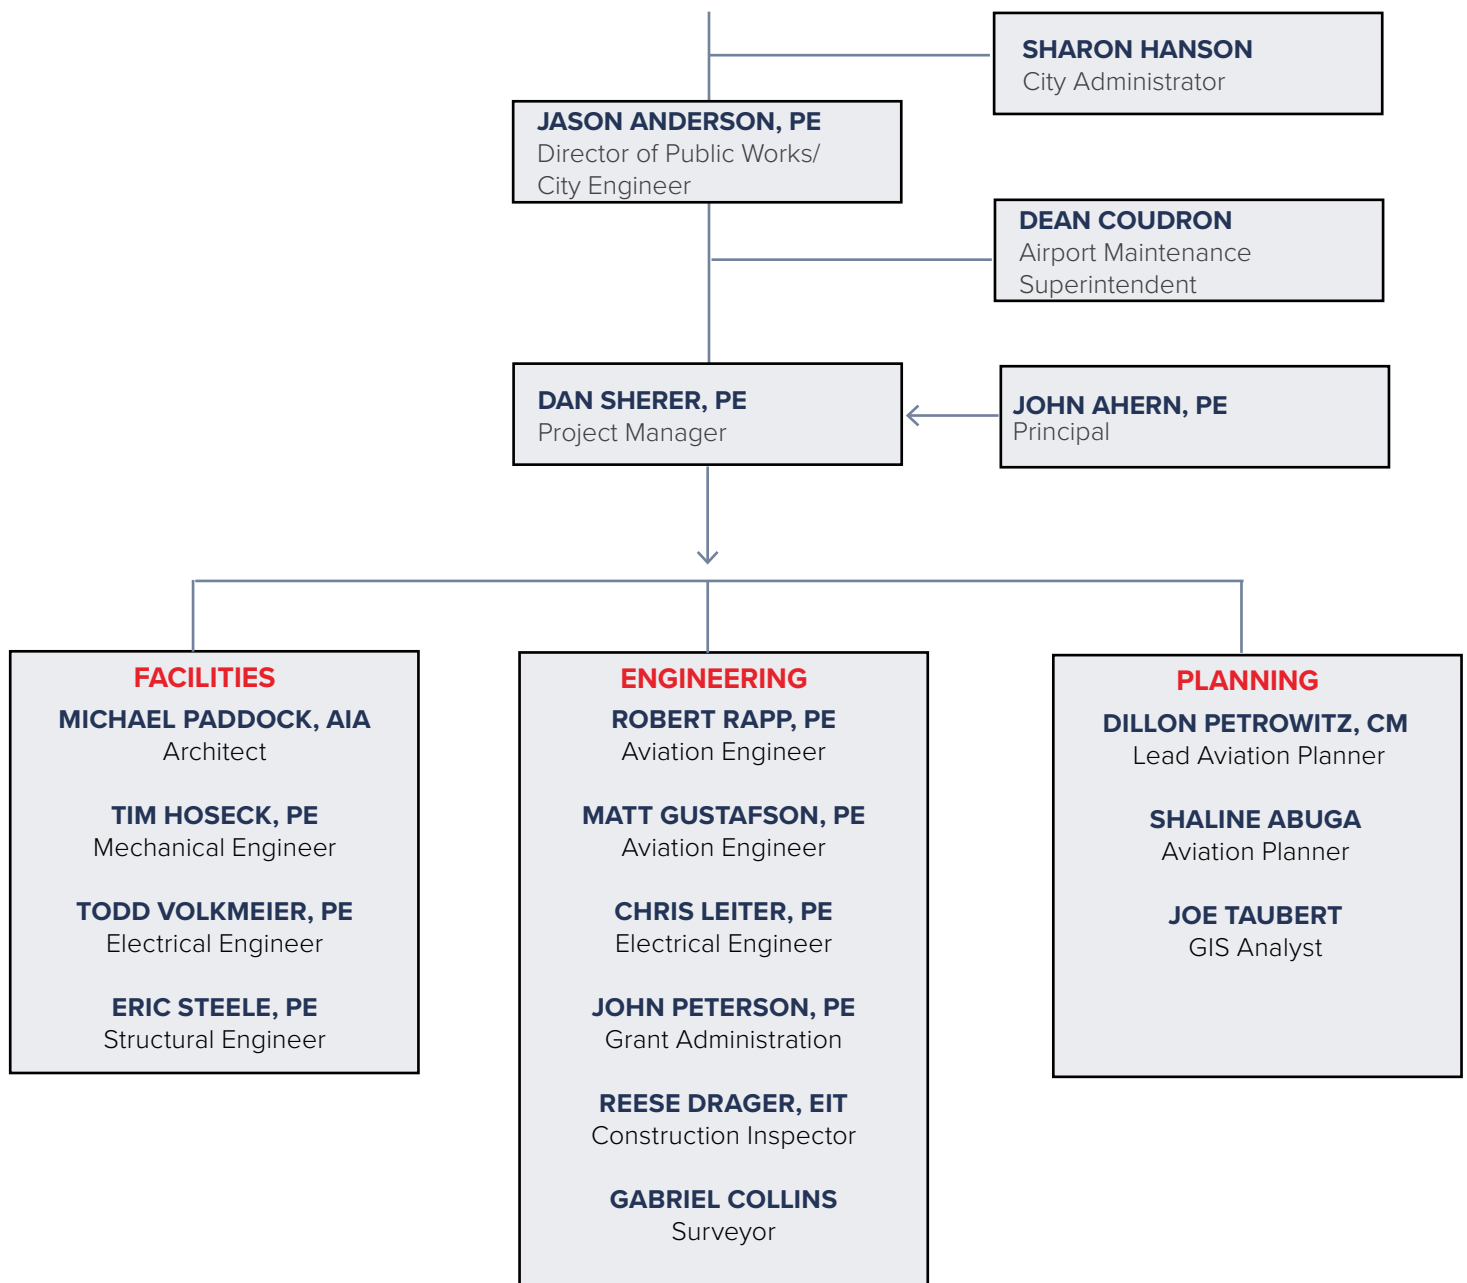 SHARON HANSON
City Administrator
JASON ANDERSON, PE
Director of Public Works/
City Engineer
DEAN COUDRON
Airport Maintenance
Superintendent
DAN SHERER, PE
Project Manager
JOHN AHERN, PE
Principal
FACILITIES
MICHAEL PADDOCK, AIA
Architect
TIM HOSECK, PE
Mechanical Engineer
TODD VOLKMEIER, PE
Electrical Engineer
ERIC STEELE, PE
Structural Engineer
ENGINEERING
ROBERT RAPP, PE
Aviation Engineer
MATT GUSTAFSON, PE
Aviation Engineer
CHRIS LEITER, PE
Electrical Engineer
JOHN PETERSON, PE
Grant Administration
REESE DRAGER, EIT
Construction Inspector
GABRIEL COLLINS
Surveyor
PLANNING
DILLON PETROWITZ, CM
Lead Aviation Planner
SHALINE ABUGA
Aviation Planner
JOE TAUBERT
GIS Analyst